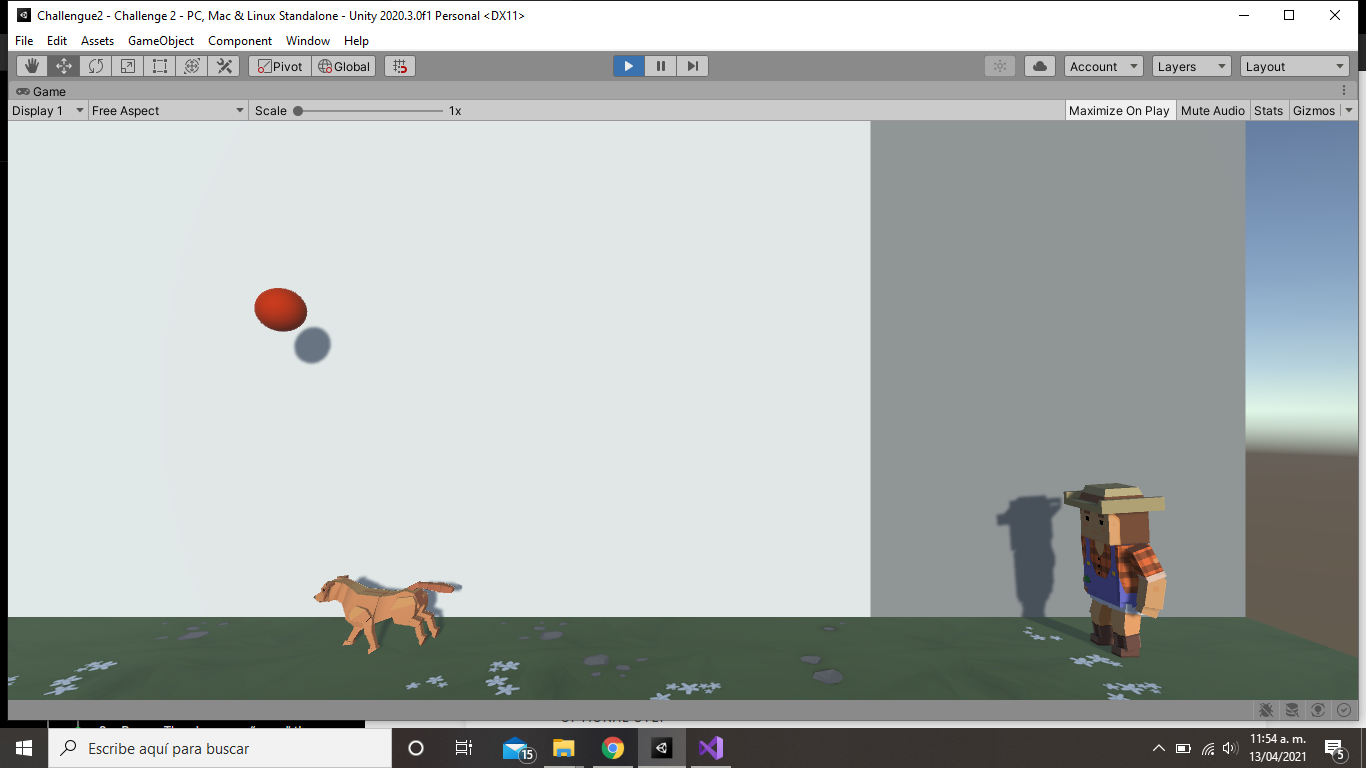 Challengue2 - Challenge 2 - PC, Mac & Linux Standalone - Unity 2020.3.0f1 Personal <DX11>
File Edit Assets GameObject Component Window Help
Pivot Global Account Layers Layout
Game
Display 1 Free Aspect Scale 1x Maximize On Play Mute Audio Stats Gizmos
Escribe aquí para buscar
15
11:54 a. m.
13/04/2021
5